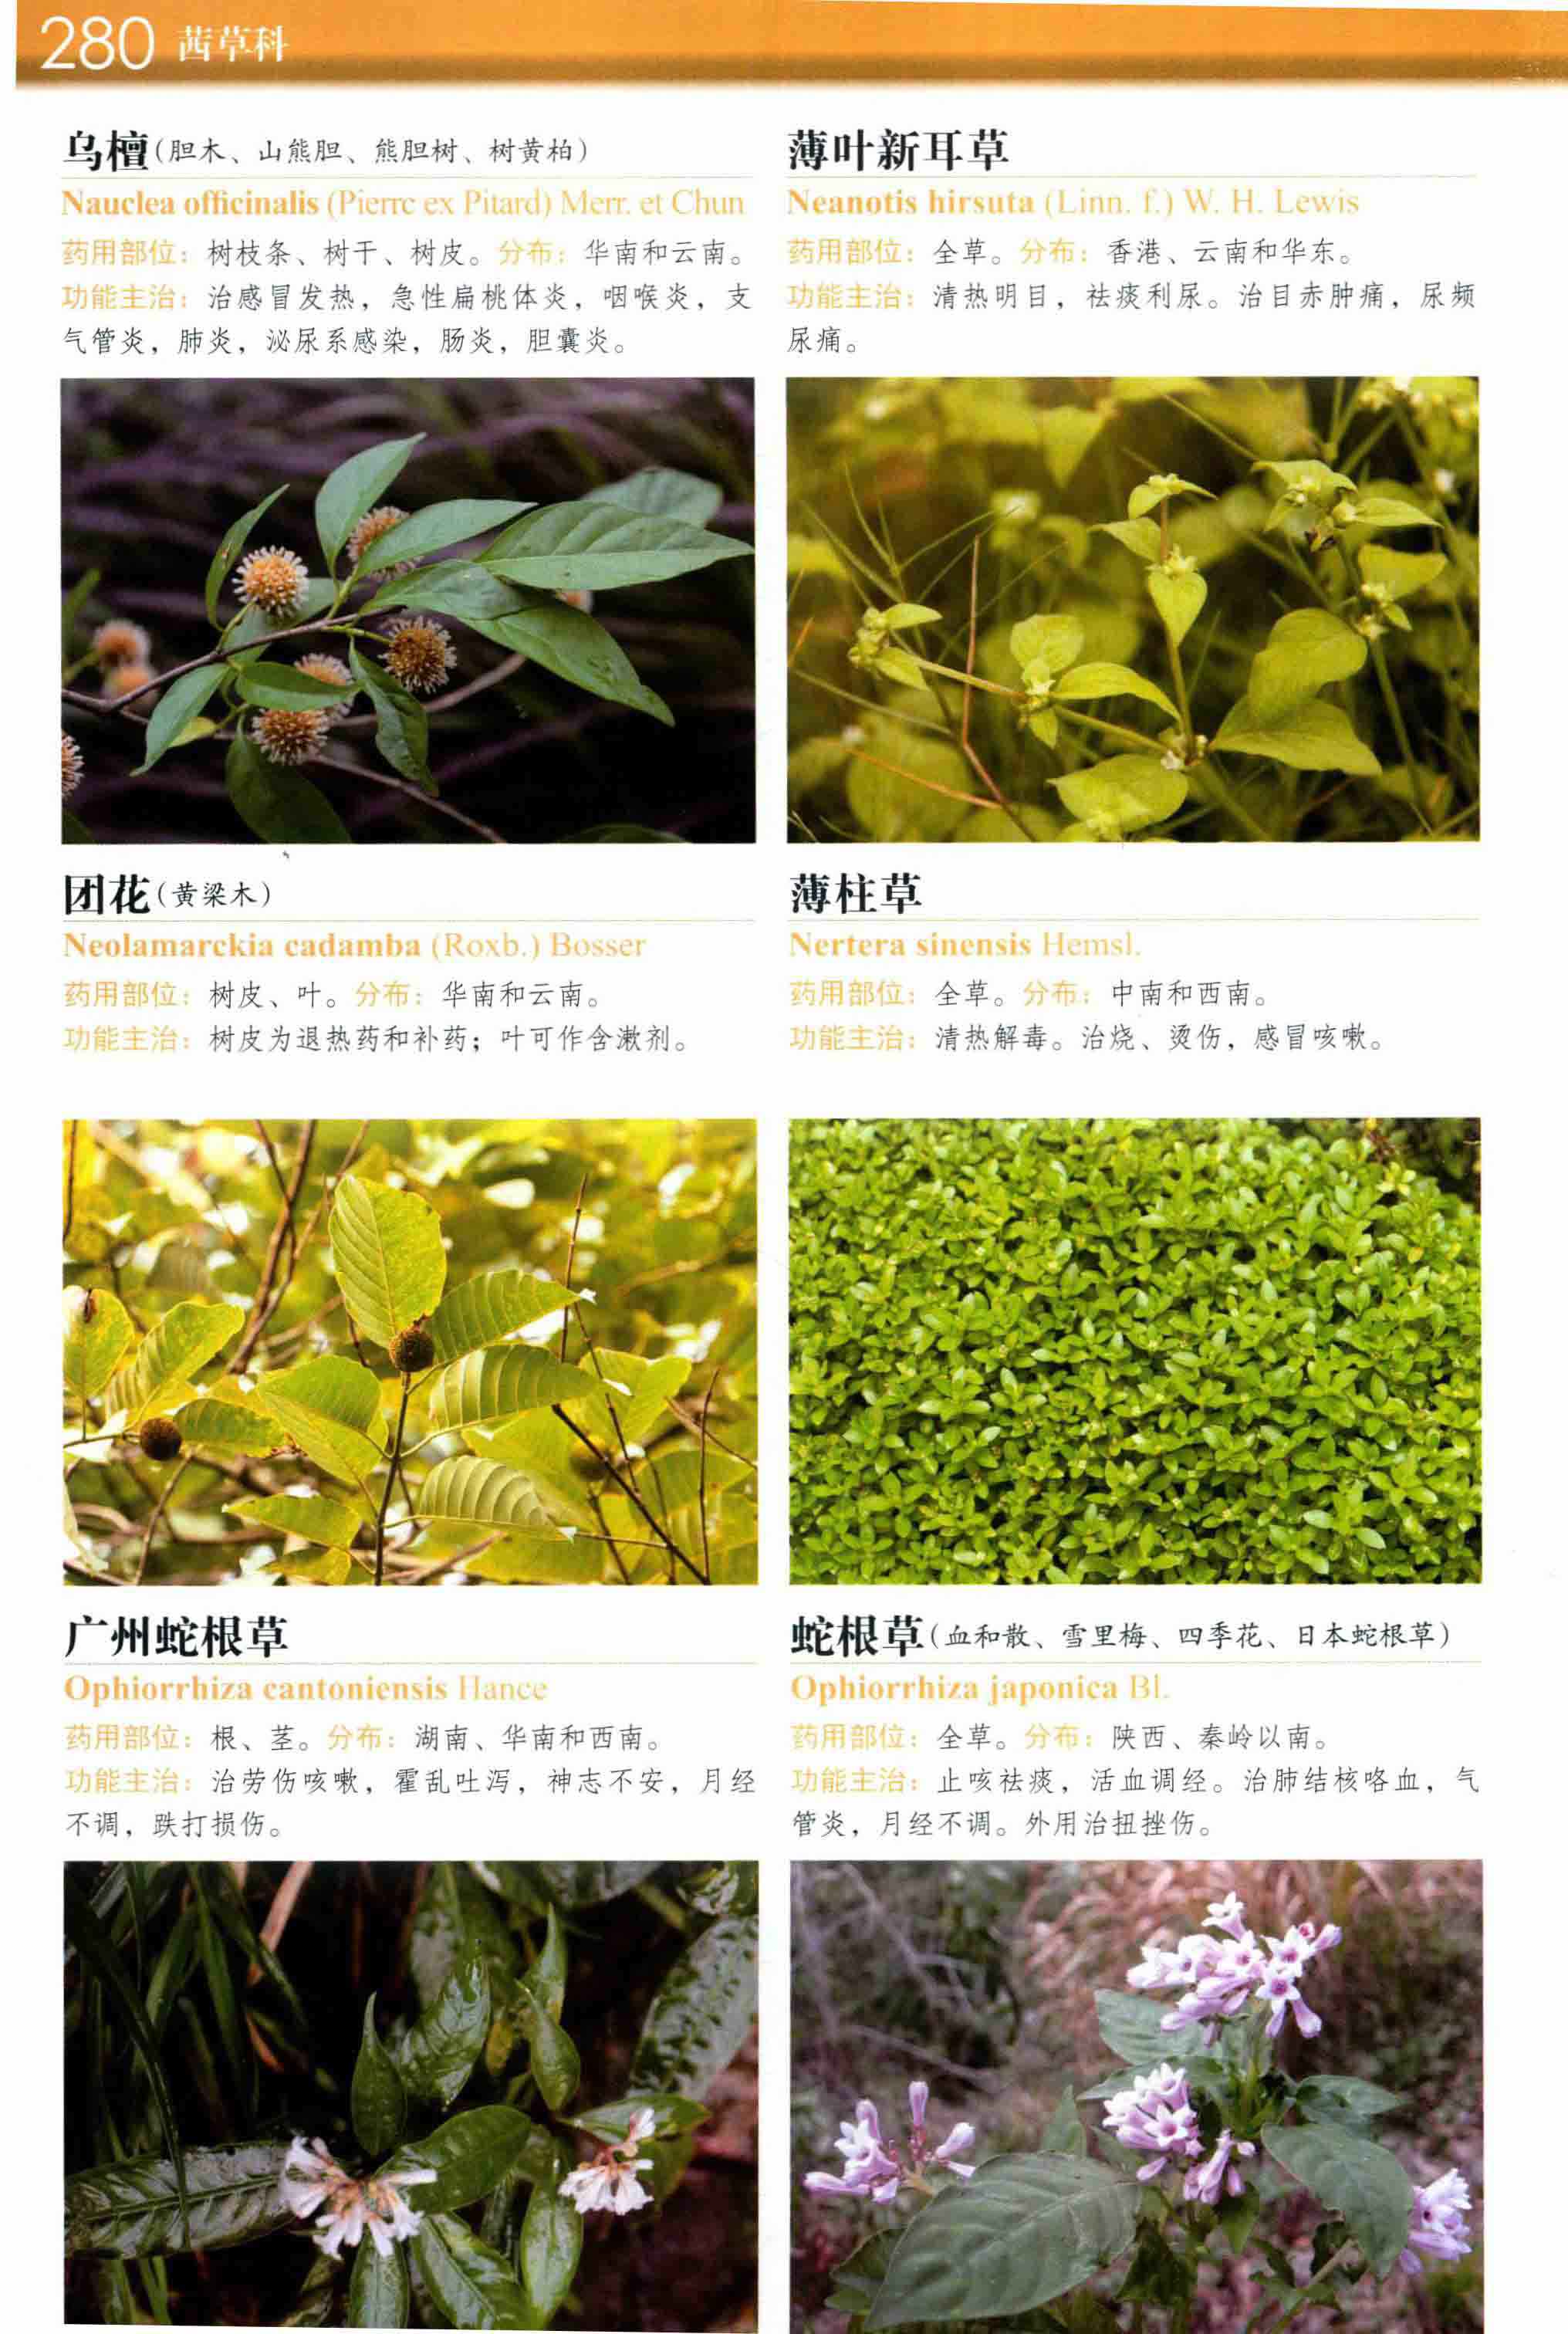 280 茜草科
乌檀(胆木、山熊胆、熊胆树、树黄柏)
Nauclea officinalis (Pierre ex Pitard) Merr. et Chun
药用部位：树枝条、树干、树皮。分布：华南和云南。
功能主治：治感冒发热，急性扁桃体炎，咽喉炎，支
气管炎，肺炎，泌尿系感染，肠炎，胆囊炎。
薄叶新耳草
Neanotis hirsuta (Linn. f.) W. H. Lewis
药用部位：全草。分布：香港、云南和华东。
功能主治：清热明目，祛痰利尿。治目赤肿痛，尿频
尿痛。
团花(黄梁木)
Neolamarckia cadamba (Roxb.) Bosser
药用部位：树皮、叶。分布：华南和云南。
功能主治：树皮为退热药和补药；叶可作含漱剂。
薄柱草
Nertera sinensis Hemsl.
药用部位：全草。分布：中南和西南。
功能主治：清热解毒。治烧、烫伤，感冒咳嗽。
广州蛇根草
Ophiorrhiza cantoniensis Hance
药用部位：根、茎。分布：湖南、华南和西南。
功能主治：治劳伤咳嗽，霍乱吐泻，神志不安，月经
不调，跌打损伤。
蛇根草(血和散、雪里梅、四季花、日本蛇根草)
Ophiorrhiza japonica Bl.
药用部位：全草。分布：陕西、秦岭以南。
功能主治：止咳祛痰，活血调经。治肺结核咯血，气
管炎，月经不调。外用治扭挫伤。